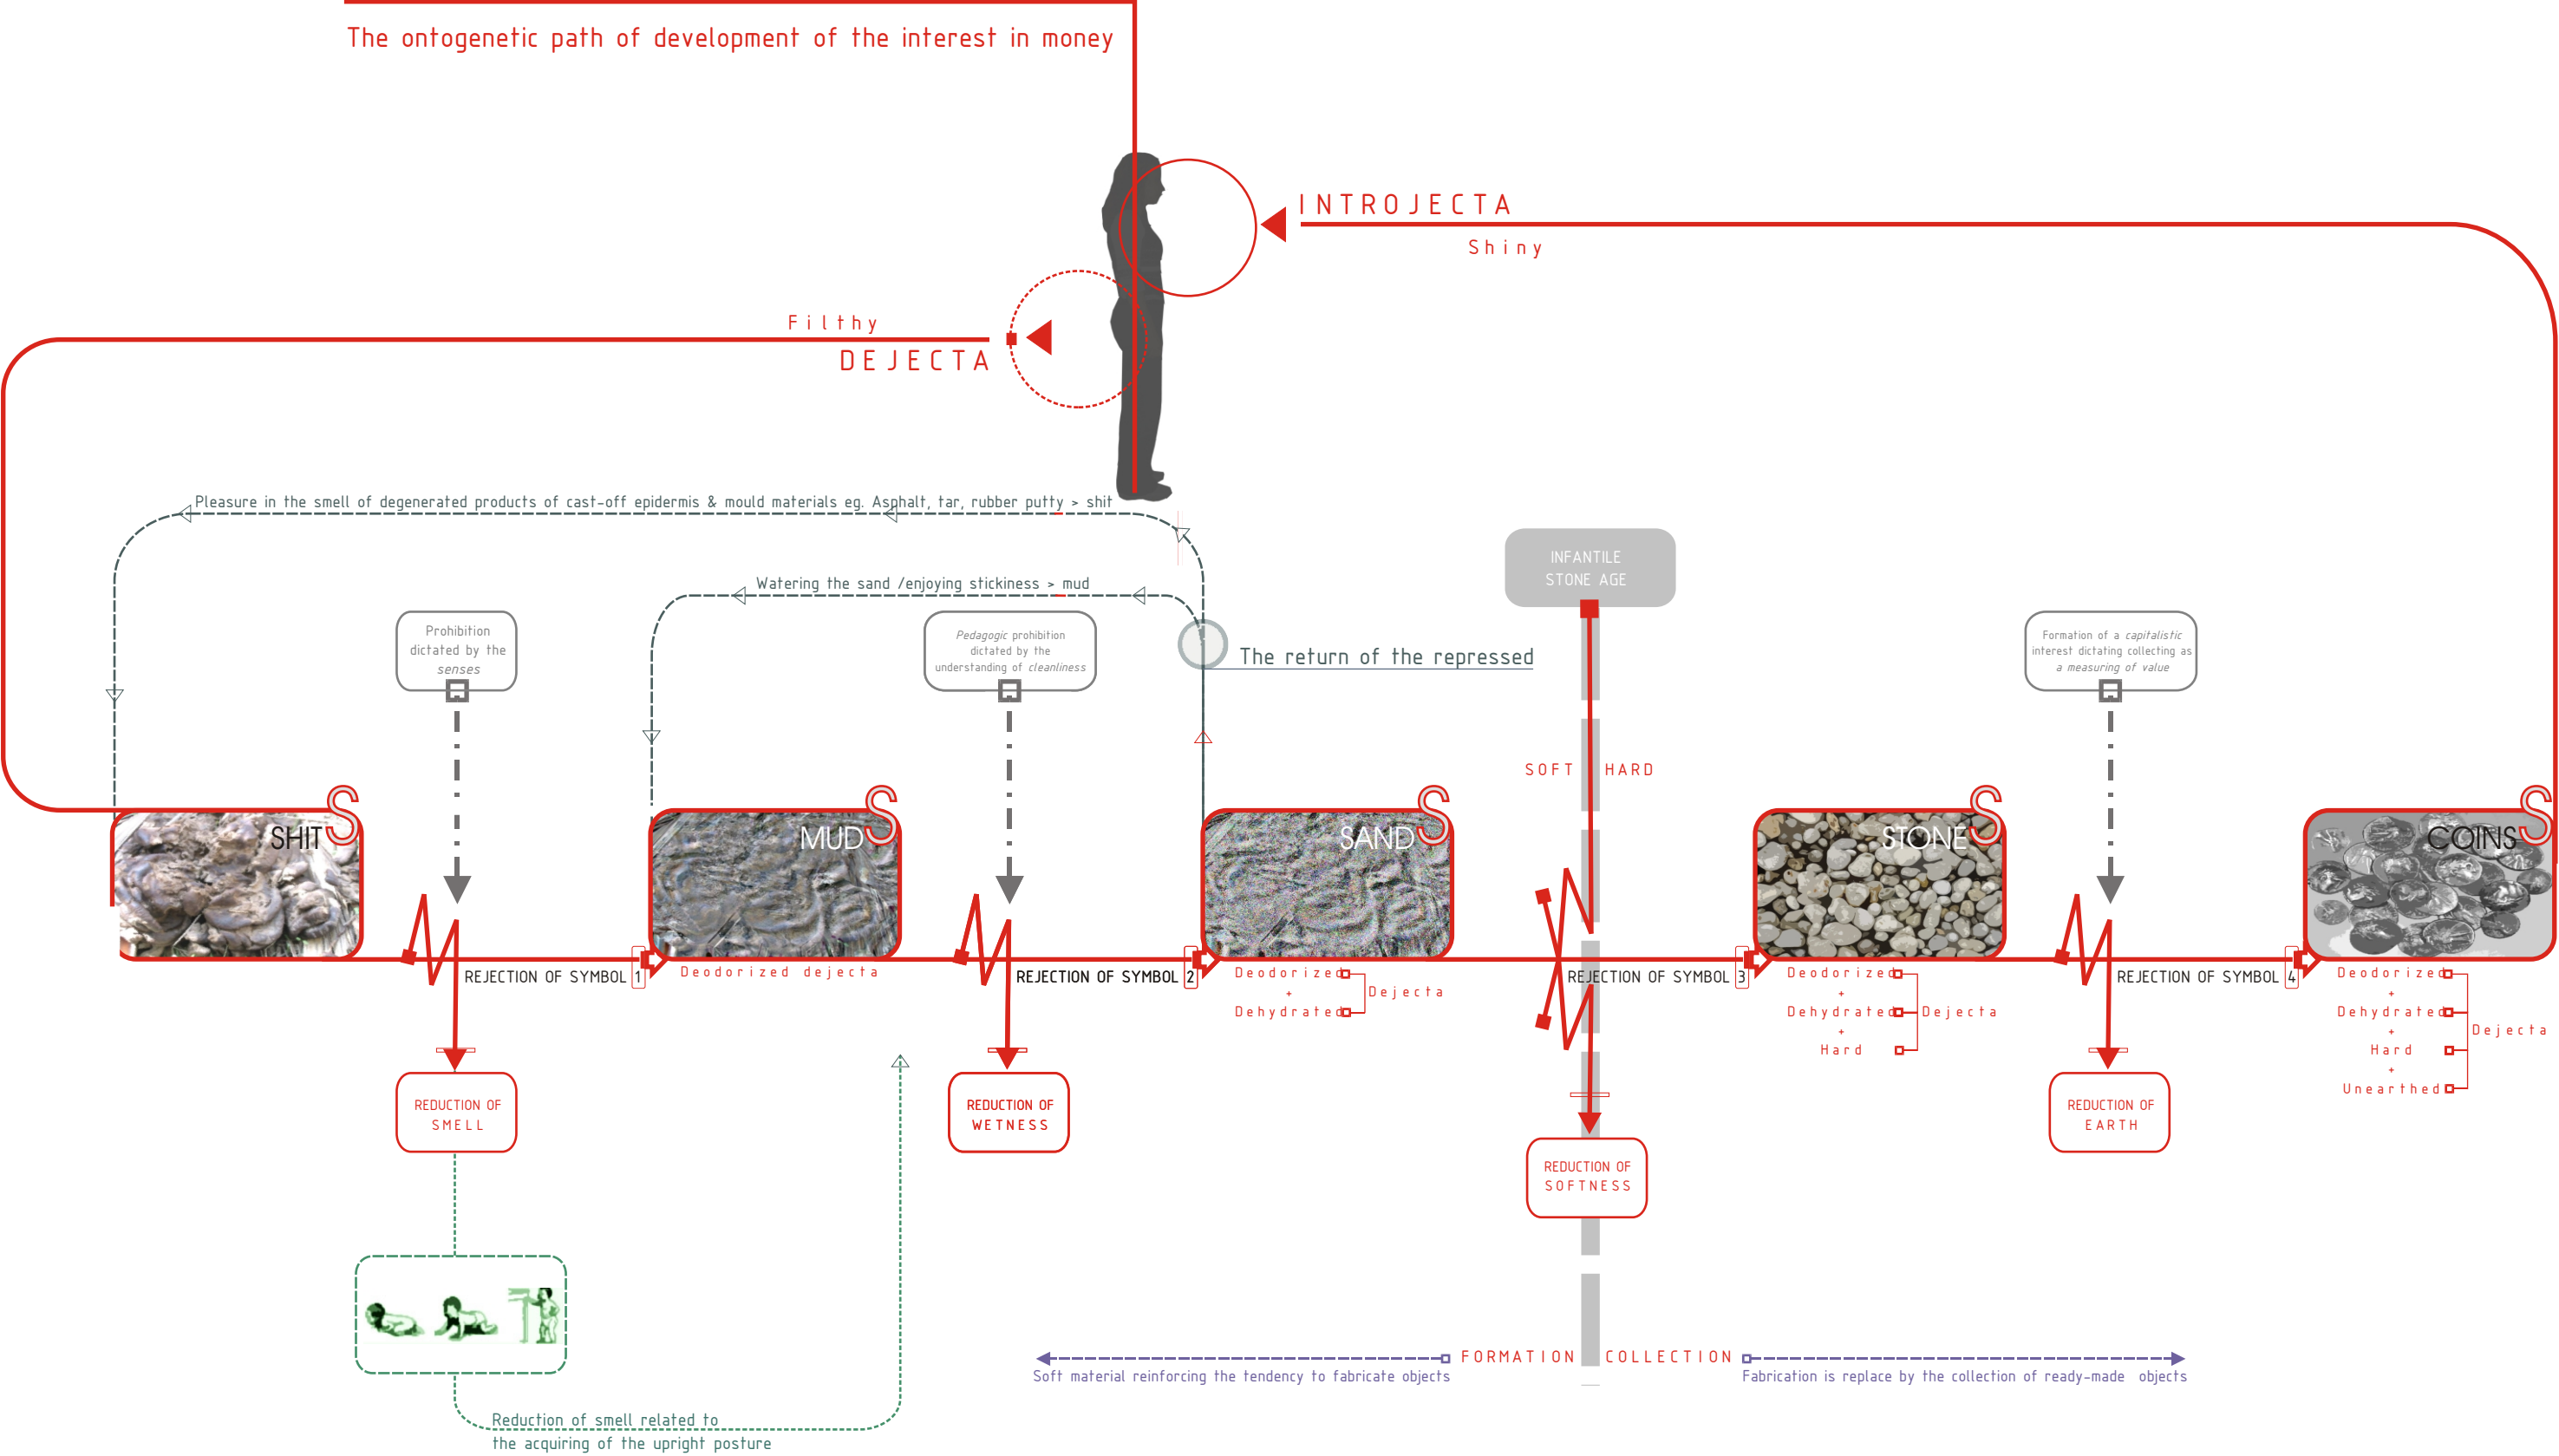 The ontogenetic path of development of the interest in money
INTROJECTA
Shiny
Filthy
DEJECTA
Pleasure in the smell of degenerated products of cast-off epidermis & mould materials eg. Asphalt, tar, rubber putty > shit
Watering the sand /enjoying stickiness > mud
The return of the repressed
INFANTILE
STONE AGE
Prohibition
dictated by the
senses
Pedagogic prohibition
dictated by the
understanding of cleanliness
Formation of a capitalistic
interest dictating collecting as
a measuring of value
SOFT HARD
SHIT S
MUD S
SAND S
STONE S
COINS S
REJECTION OF SYMBOL 1
Deodorized dejecta
REJECTION OF SYMBOL 2
Deodorized
+
Dehydrated
Dejecta
REJECTION OF SYMBOL 3
Deodorized
+
Dehydrated
+
Hard
Dejecta
REJECTION OF SYMBOL 4
Deodorized
+
Dehydrated
+
Hard
+
Unearthed
Dejecta
REDUCTION OF
SMELL
REDUCTION OF
WETNESS
REDUCTION OF
SOFTNESS
REDUCTION OF
EARTH
FORMATION COLLECTION
Soft material reinforcing the tendency to fabricate objects
Fabrication is replace by the collection of ready-made objects
Reduction of smell related to
the acquiring of the upright posture